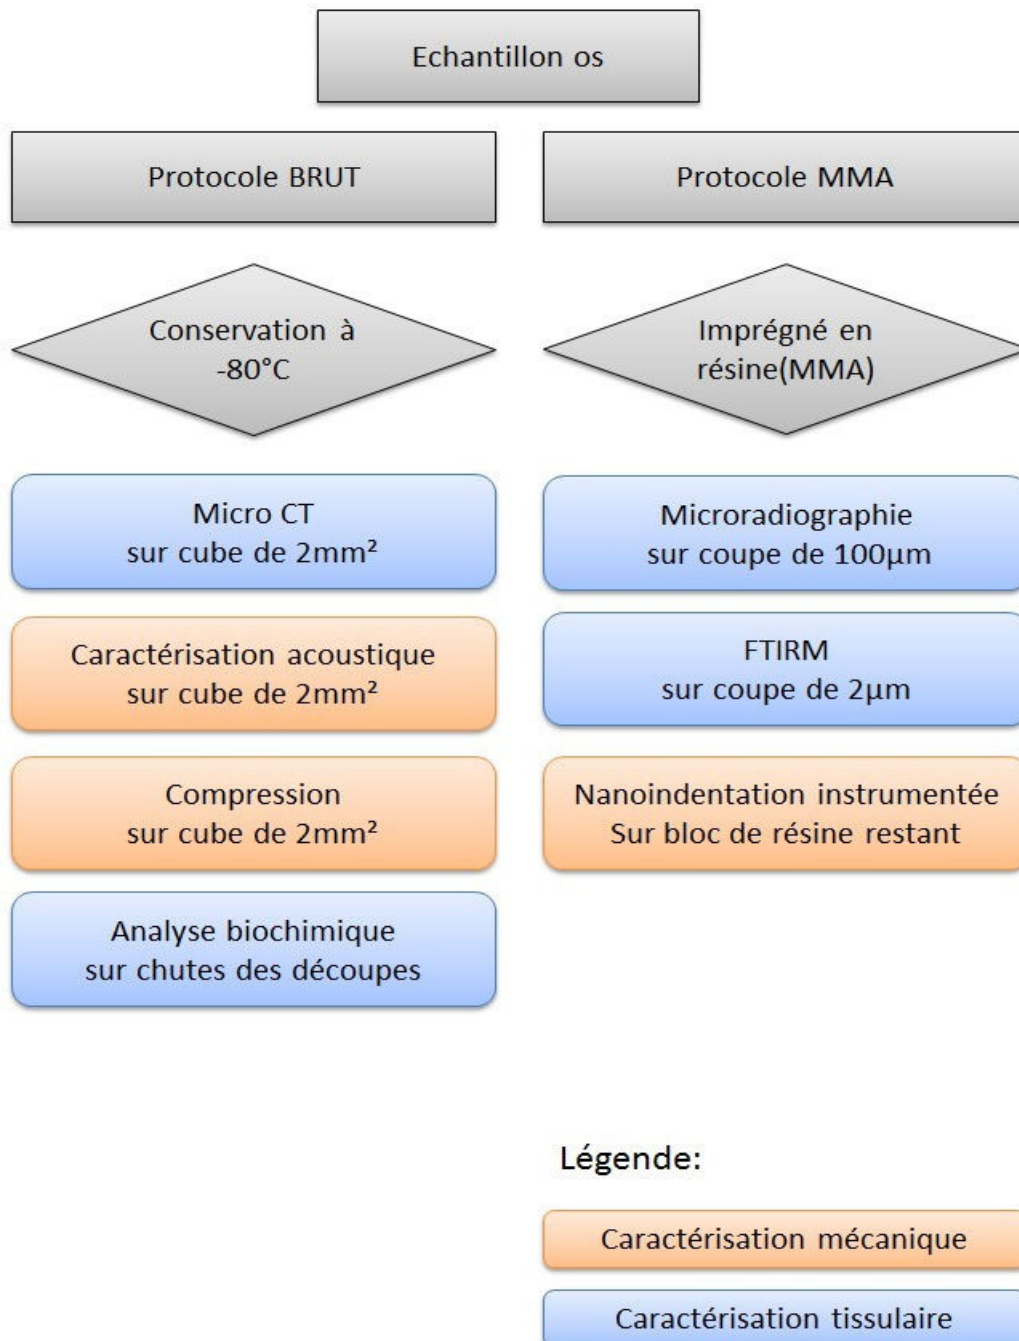 Echantillon os
Protocole BRUT
Protocole MMA
Conservation à
-80°C
Imprégné en
résine(MMA)
Micro CT
sur cube de 2mm²
Microradiographie
sur coupe de 100µm
Caractérisation acoustique
sur cube de 2mm²
FTIRM
sur coupe de 2µm
Compression
sur cube de 2mm²
Nanoindentation instrumentée
Sur bloc de résine restant
Analyse biochimique
sur chutes des découpes
Légende:
Caractérisation mécanique
Caractérisation tissulaire